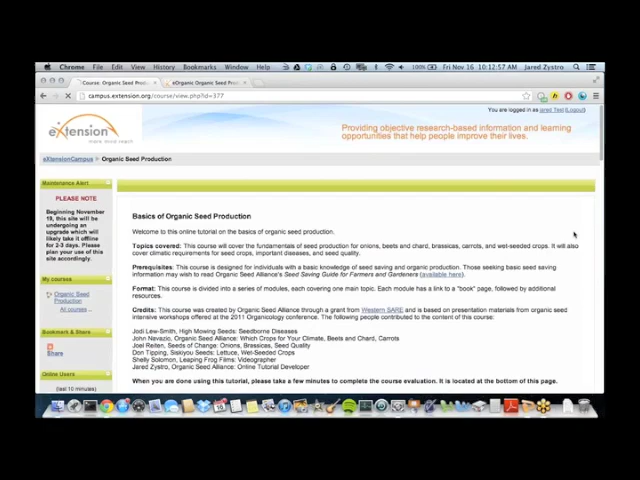 Chrome File Edit View History Bookmarks Window Help 100% Fri Nov 16 10:12:57 AM Jared Zystro
Course: Organic Seed Produ... eOrganic Organic Seed Prod...
campus.extension.org/course/view.php?id=377
You are logged in as Jared Test (Logout)
eXtension
Providing objective research-based information and learning
opportunities that help people improve their lives.
eXtensionCampus > Organic Seed Production
Maintenance Alert
PLEASE NOTE
Beginning November
19, this site will be
undergoing an
upgrade which will
likely take it offline
for 2-3 days. Please
plan your use of this
site accordingly.
My courses
Organic Seed
Production
All courses ...
Bookmark & Share
Share
Online Users
(last 10 minutes)
Basics of Organic Seed Production
Welcome to this online tutorial on the basics of organic seed production.
Topics covered: This course will cover the fundamentals of seed production for onions, beets and chard, brassicas, carrots, and wet-seeded crops. It will also
cover climatic requirements for seed crops, important diseases, and seed quality.
Prerequisites: This course is designed for individuals with a basic knowledge of seed saving and organic production. Those seeking basic seed saving
information may wish to read Organic Seed Alliance's Seed Saving Guide for Farmers and Gardeners (available here).
Format: This course is divided into a series of modules, each covering one main topic. Each module has a link to a "book" page, followed by additional
resources.
Credits: This course was created by Organic Seed Alliance through a grant from Western SARE and is based on presentation materials from organic seed
intensive workshops offered at the 2011 Organicology conference. The following people contributed to the content of this course:
Jodi Lew-Smith, High Mowing Seeds: Seedborne Diseases
John Navazio, Organic Seed Alliance: Which Crops for Your Climate, Beets and Chard, Carrots
Joel Reiten, Seeds of Change: Onions, Brassicas, Seed Quality
Don Tipping, Siskiyou Seeds: Lettuce, Wet-Seeded Crops
Shelly Solomon, Leaping Frog Films: Videographer
Jared Zystro, Organic Seed Alliance: Online Tutorial Developer
When you are done using this tutorial, please take a few minutes to complete the course evaluation. It is located at the bottom of this page.